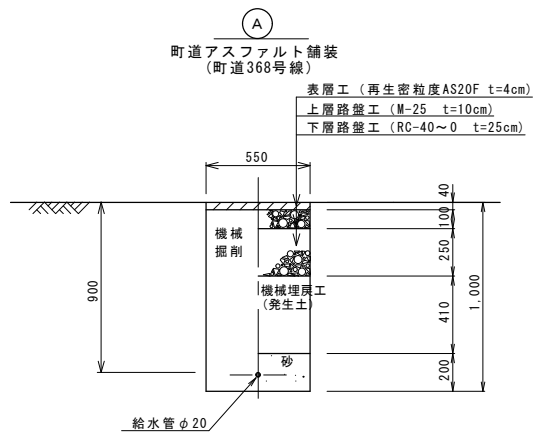 A
町道アスファルト舗装
(町道368号線)
表層工(再生密粒度AS20F t=4cm)
上層路盤工(M-25 t=10cm)
下層路盤工(RC-40～0 t=25cm)
550
40
100
機械
掘削
250
900
機械埋戻工
(発生土)
410
1,000
砂
200
給水管φ20